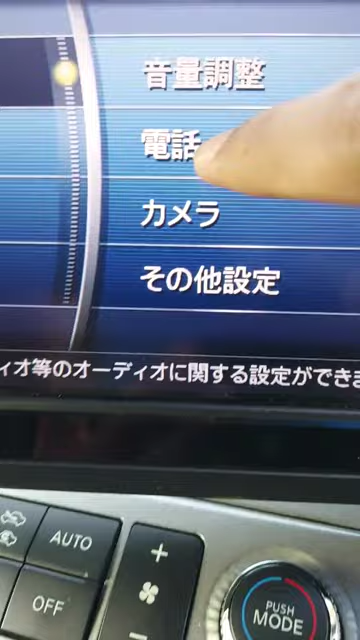 音量調整
電話
カメラ
その他設定
ィオ等のオーディオに関する設定ができま
AUTO
+
OFF
-
PUSH
MODE